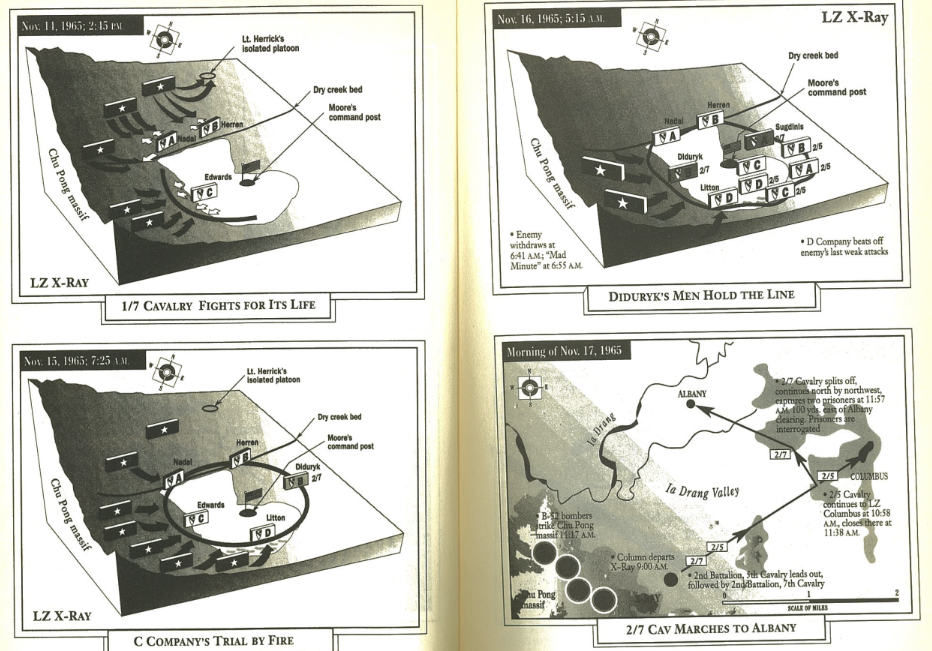 Nov. 14, 1965; 2:45 P.M.
N
W
E
S
Lt. Herrick's
isolated platoon
Dry creek bed
Moore's
command post
Herren
B
Nadal
A
Edwards
C
Chu Pong massif
LZ X-RAY
1/7 CAVALRY FIGHTS FOR ITS LIFE
Nov. 15, 1965; 7:25 A.M.
N
W
E
S
Lt. Herrick's
isolated platoon
Dry creek bed
Moore's
command post
Herren
B
Nadal
A
Diduryk
B
2/7
Edwards
C
Litton
D
Chu Pong massif
LZ X-RAY
C COMPANY'S TRIAL BY FIRE
Nov. 16, 1965; 5:15 A.M.
LZ X-Ray
N
W
E
S
Dry creek bed
Moore's
command post
Herren
B
Nadal
A
Sugdinis
A
2/7
B
2/5
Diduryk
B
2/7
C
A
2/5
Litton
D
D
2/5
C
2/5
Chu Pong massif
• Enemy
withdraws at
6:41 A.M.; "Mad
Minute" at 6:55 A.M.
• D Company beats off
enemy's last weak attacks
DIDURYK'S MEN HOLD THE LINE
Morning of Nov. 17, 1965
N
W
E
S
ALBANY
• 2/7 Cavalry splits off,
continues north by northwest,
captures two prisoners at 11:57
A.M. 100 yds. east of Albany
clearing. Prisoners are
interrogated
Ia Drang
2/7
2/5
COLUMBUS
Ia Drang Valley
• 2/5 Cavalry
continues to LZ
Columbus at 10:58
A.M., closes there at
11:38 A.M.
• B-52 bombers
strike Chu Pong
massif 11:17 A.M.
2/5
2/7
• Column departs
X-Ray 9:00 A.M.
• 2nd Battalion, 5th Cavalry leads out,
followed by 2nd Battalion, 7th Cavalry
Chu Pong
massif
0
1
2
SCALE OF MILES
2/7 CAV MARCHES TO ALBANY